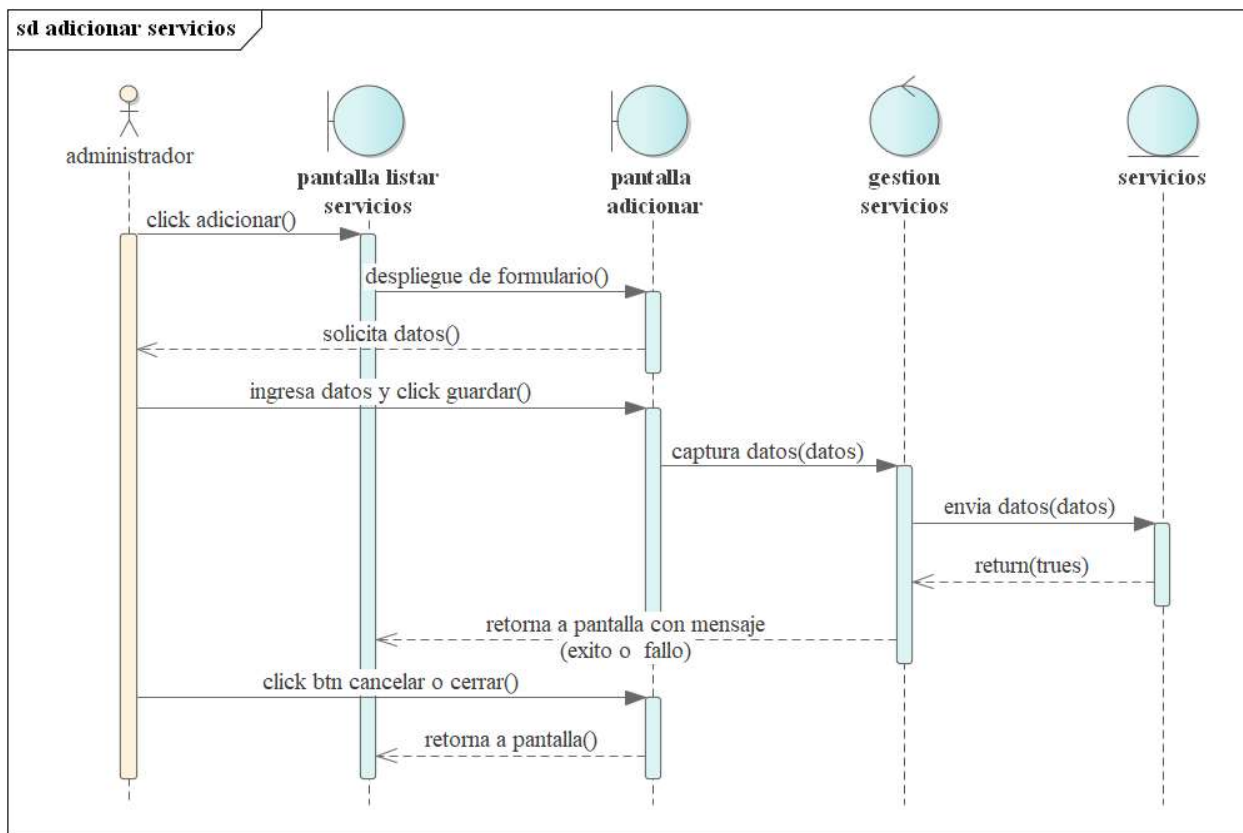 sd adicionar servicios
administrador
pantalla listar
servicios
pantalla
adicionar
gestion
servicios
servicios
click adicionar()
despliegue de formulario()
solicita datos()
ingresa datos y click guardar()
captura datos(datos)
envia datos(datos)
return(trues)
retorna a pantalla con mensaje
(exito o fallo)
click btn cancelar o cerrar()
retorna a pantalla()